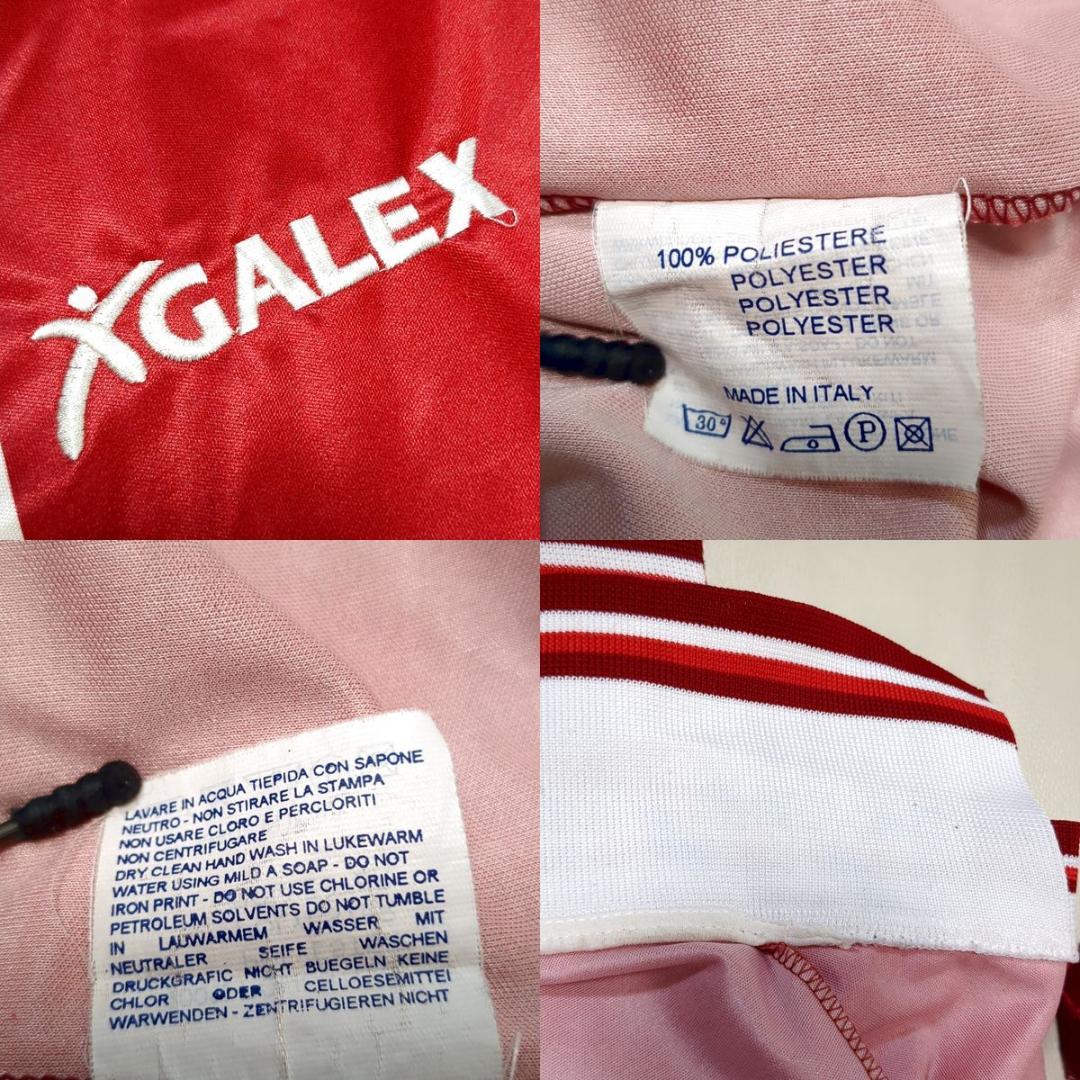 GALEX
100% POLIESTERE
POLYESTER
POLYESTER
POLYESTER
MADE IN ITALY
30°
P
LAVARE IN ACQUA TIEPIDA CON SAPONE
NEUTRO - NON STIRARE LA STAMPA
NON USARE CLORO E PERCLORITI
NON CENTRIFUGARE
DRY CLEAN HAND WASH IN LUKEWARM
WATER USING MILD A SOAP - DO NOT
IRON PRINT - DO NOT USE CHLORINE OR
PETROLEUM SOLVENTS DO NOT TUMBLE
IN LAUWARMEM WASSER MIT
NEUTRALER SEIFE WASCHEN
DRUCKGRAFIC NICHT BUEGELN KEINE
CHLOR ODER CELLOESEMITTEI
WARWENDEN - ZENTRIFUGIEREN NICHT